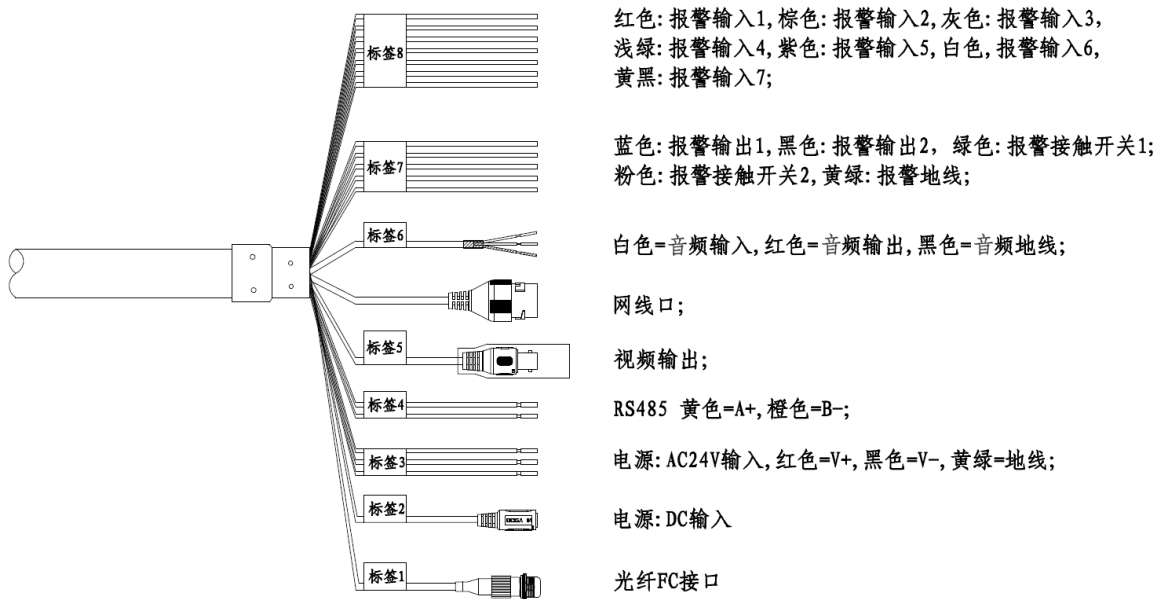 标签8
红色:报警输入1,棕色:报警输入2,灰色:报警输入3,
浅绿:报警输入4,紫色:报警输入5,白色,报警输入6,
黄黑:报警输入7;
标签7
蓝色:报警输出1,黑色:报警输出2, 绿色:报警接触开关1;
粉色:报警接触开关2,黄绿:报警地线;
标签6
白色=音频输入,红色=音频输出,黑色=音频地线;
网线口;
标签5
视频输出;
标签4
RS485 黄色=A+,橙色=B-;
标签3
电源:AC24V输入,红色=V+,黑色=V-,黄绿=地线;
标签2
电源:DC输入
标签1
光纤FC接口